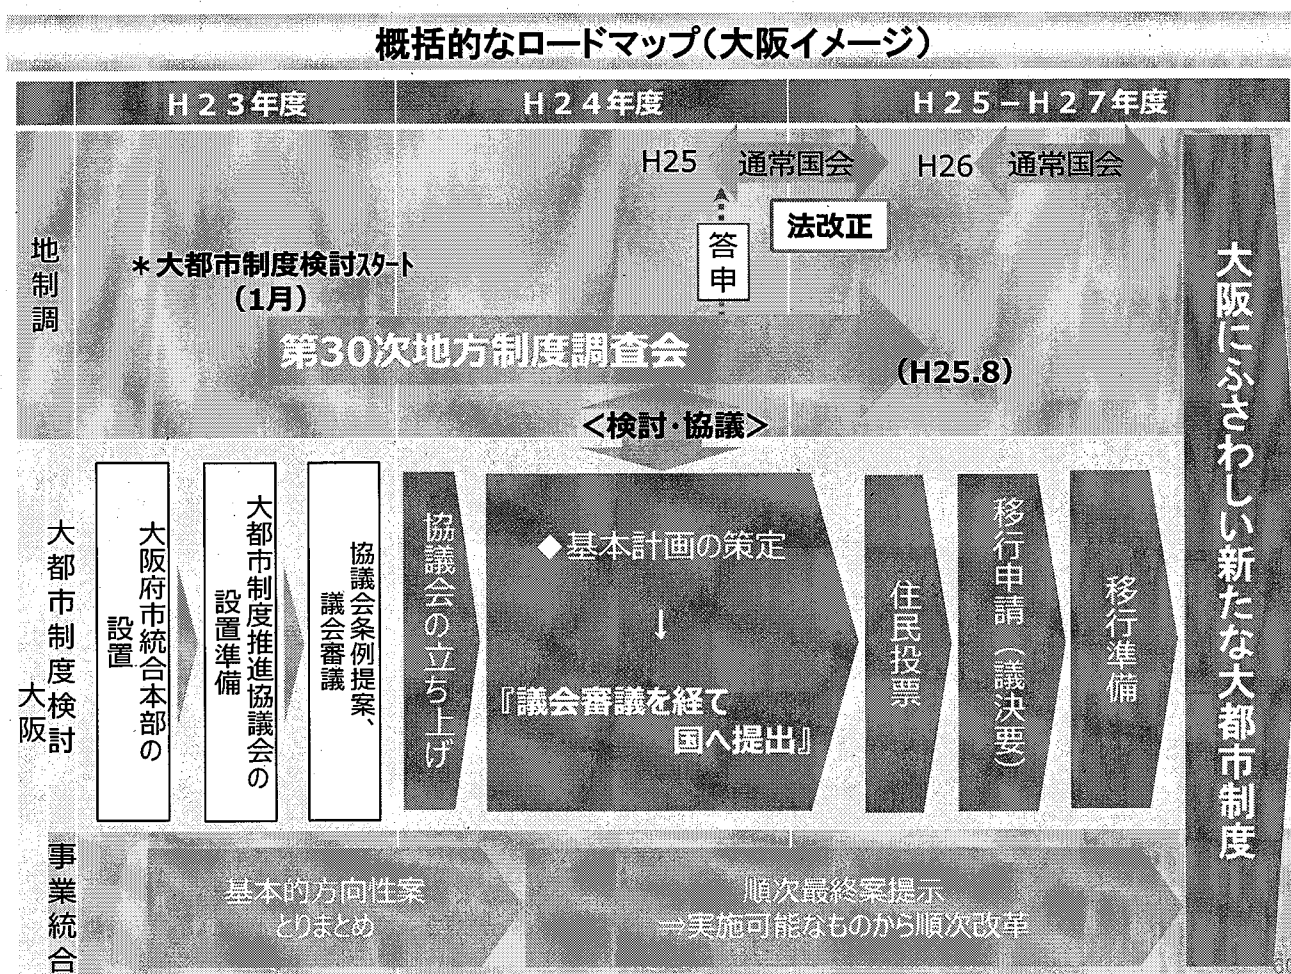 概括的なロードマップ（大阪イメージ）
Ｈ２３年度
Ｈ２４年度
Ｈ２５－Ｈ２７年度
地制調
H25
通常国会
H26
通常国会
法改正
答申
＊大都市制度検討スタート
（1月）
第30次地方制度調査会
（H25.8）
＜検討・協議＞
大都市制度検討
大阪
大阪府市統合本部の
設置
大都市制度推進協議会の
設置準備
協議会条例提案、
議会審議
協議会の立ち上げ
◆基本計画の策定
↓
『議会審議を経て
国へ提出』
住民投票
移行申請（議決要）
移行準備
大阪にふさわしい新たな大都市制度
事業統合
基本的方向性案
とりまとめ
順次最終案提示
⇒実施可能なものから順次改革